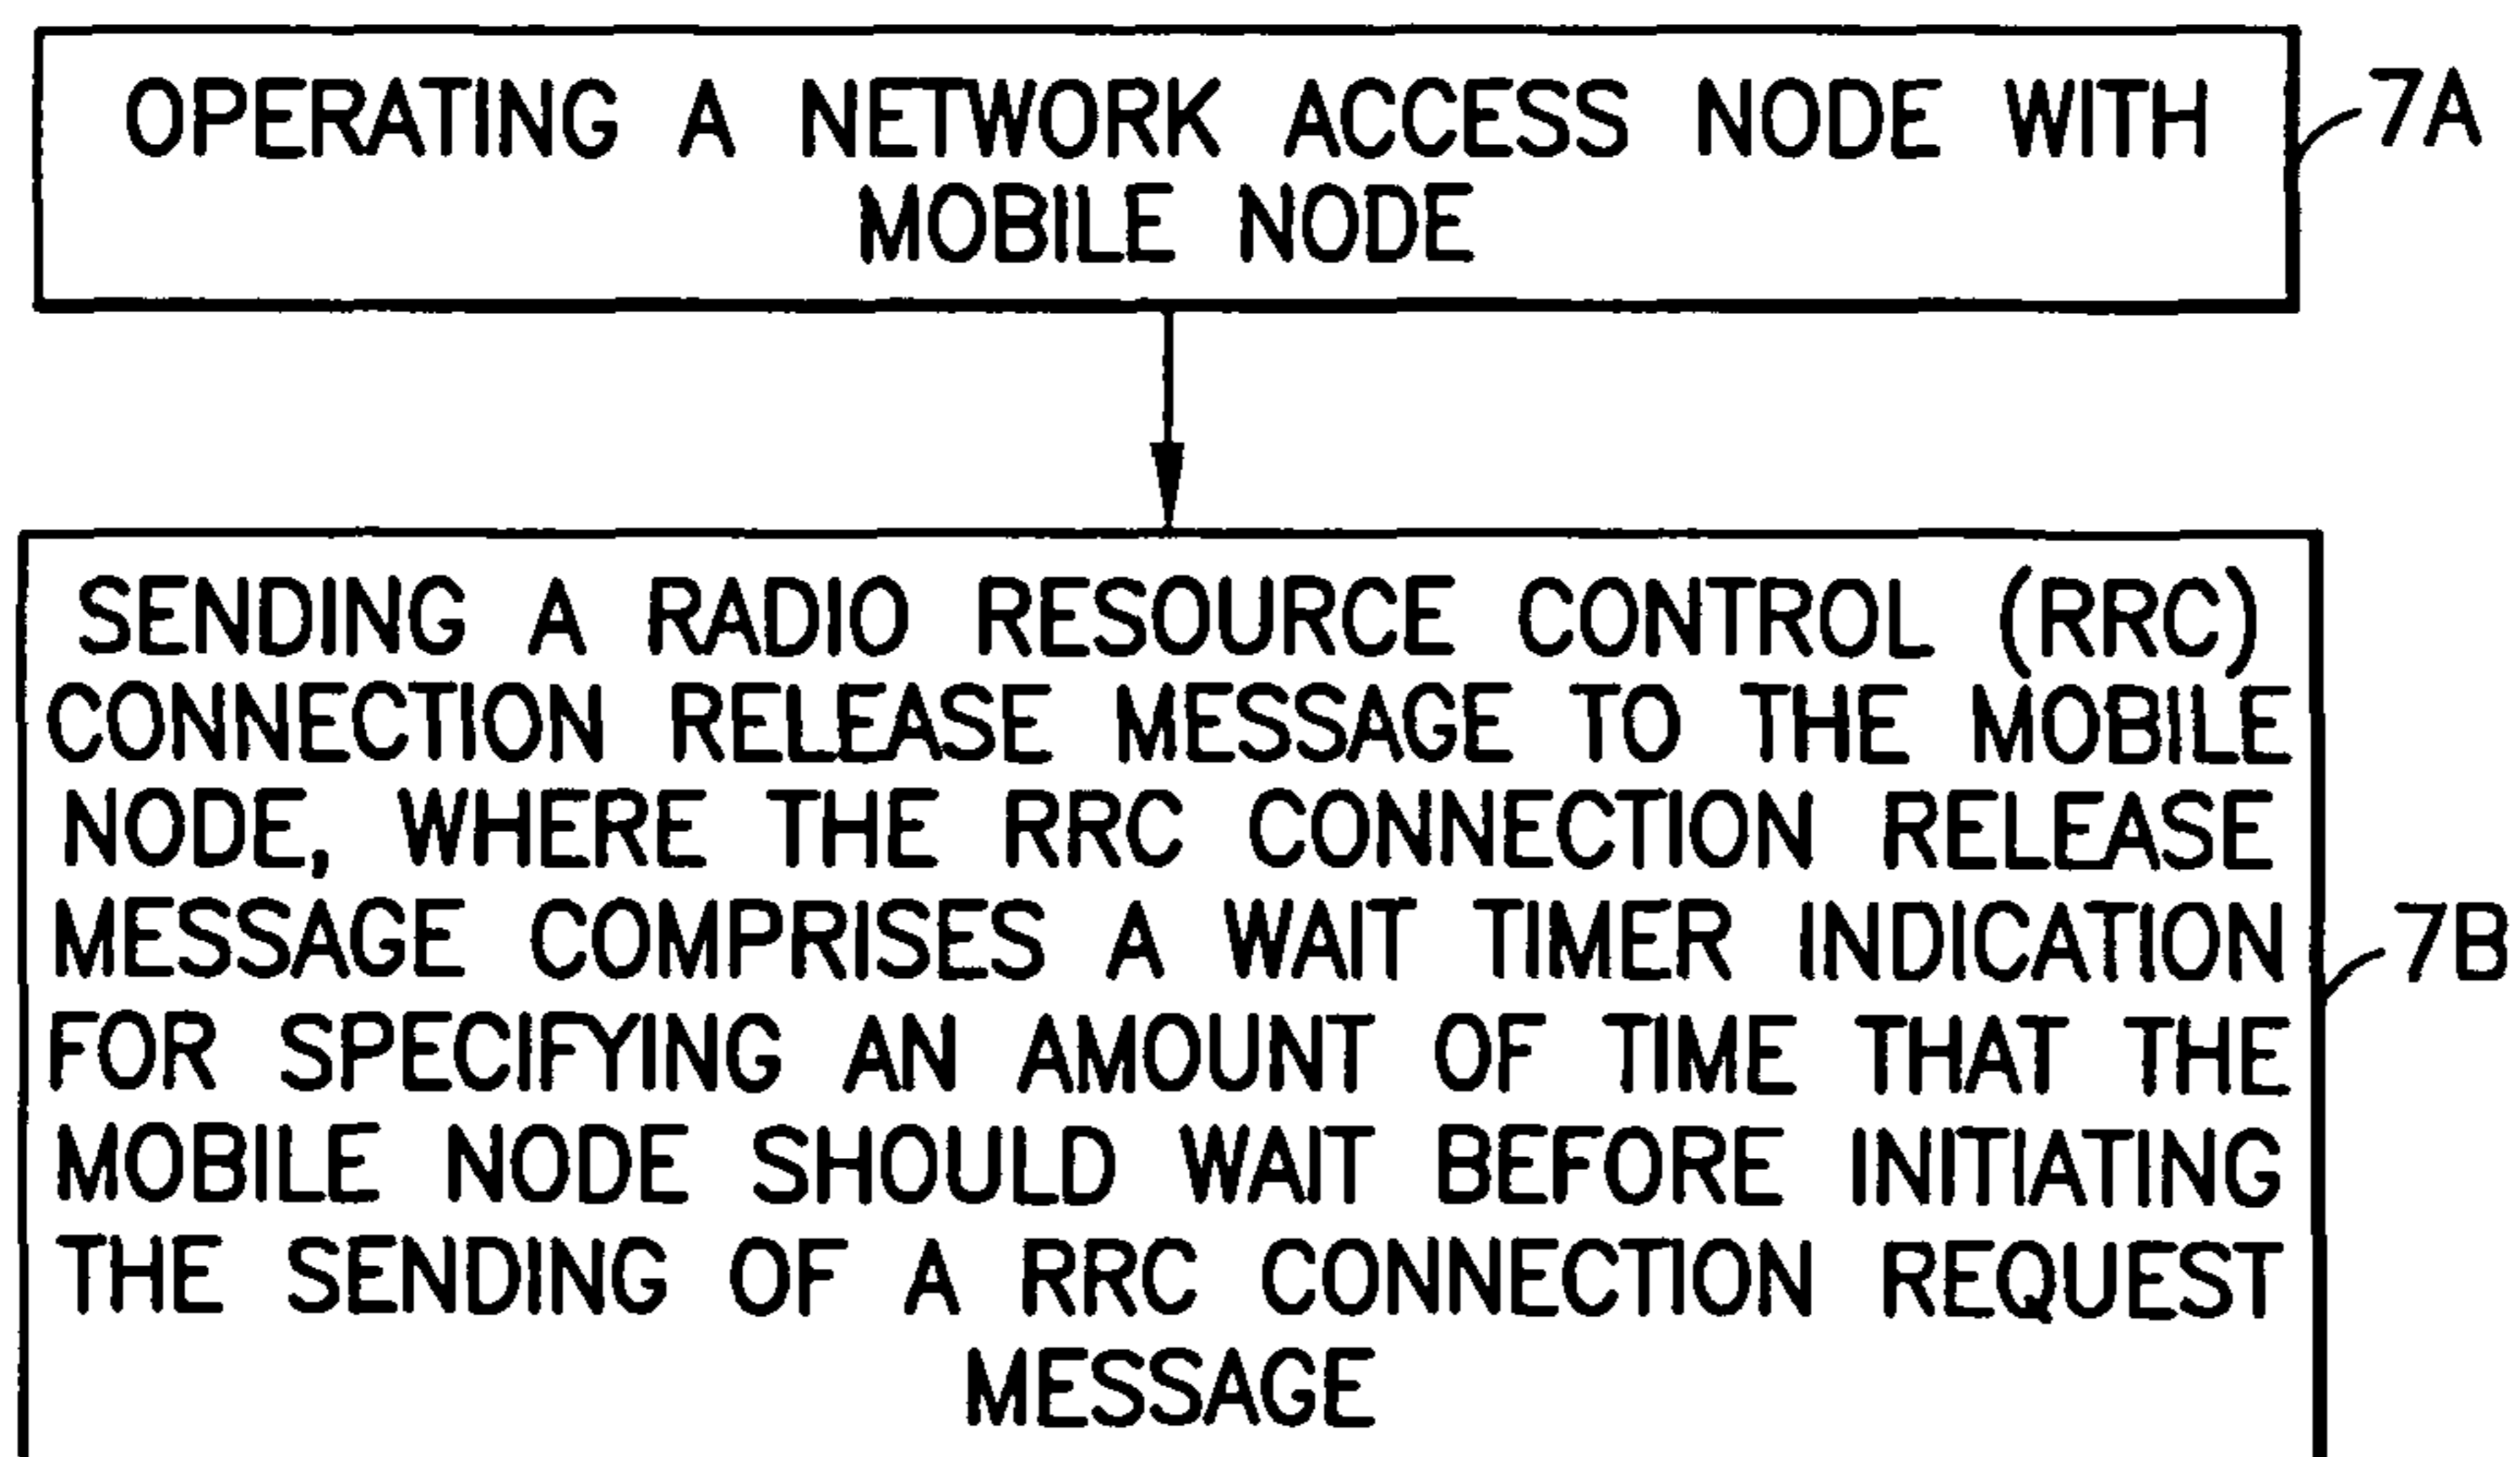 OPERATING A NETWORK ACCESS NODE WITH
MOBILE NODE
7A
SENDING A RADIO RESOURCE CONTROL (RRC)
CONNECTION RELEASE MESSAGE TO THE MOBILE
NODE, WHERE THE RRC CONNECTION RELEASE
MESSAGE COMPRISES A WAIT TIMER INDICATION
FOR SPECIFYING AN AMOUNT OF TIME THAT THE
MOBILE NODE SHOULD WAIT BEFORE INITIATING
THE SENDING OF A RRC CONNECTION REQUEST
MESSAGE
7B